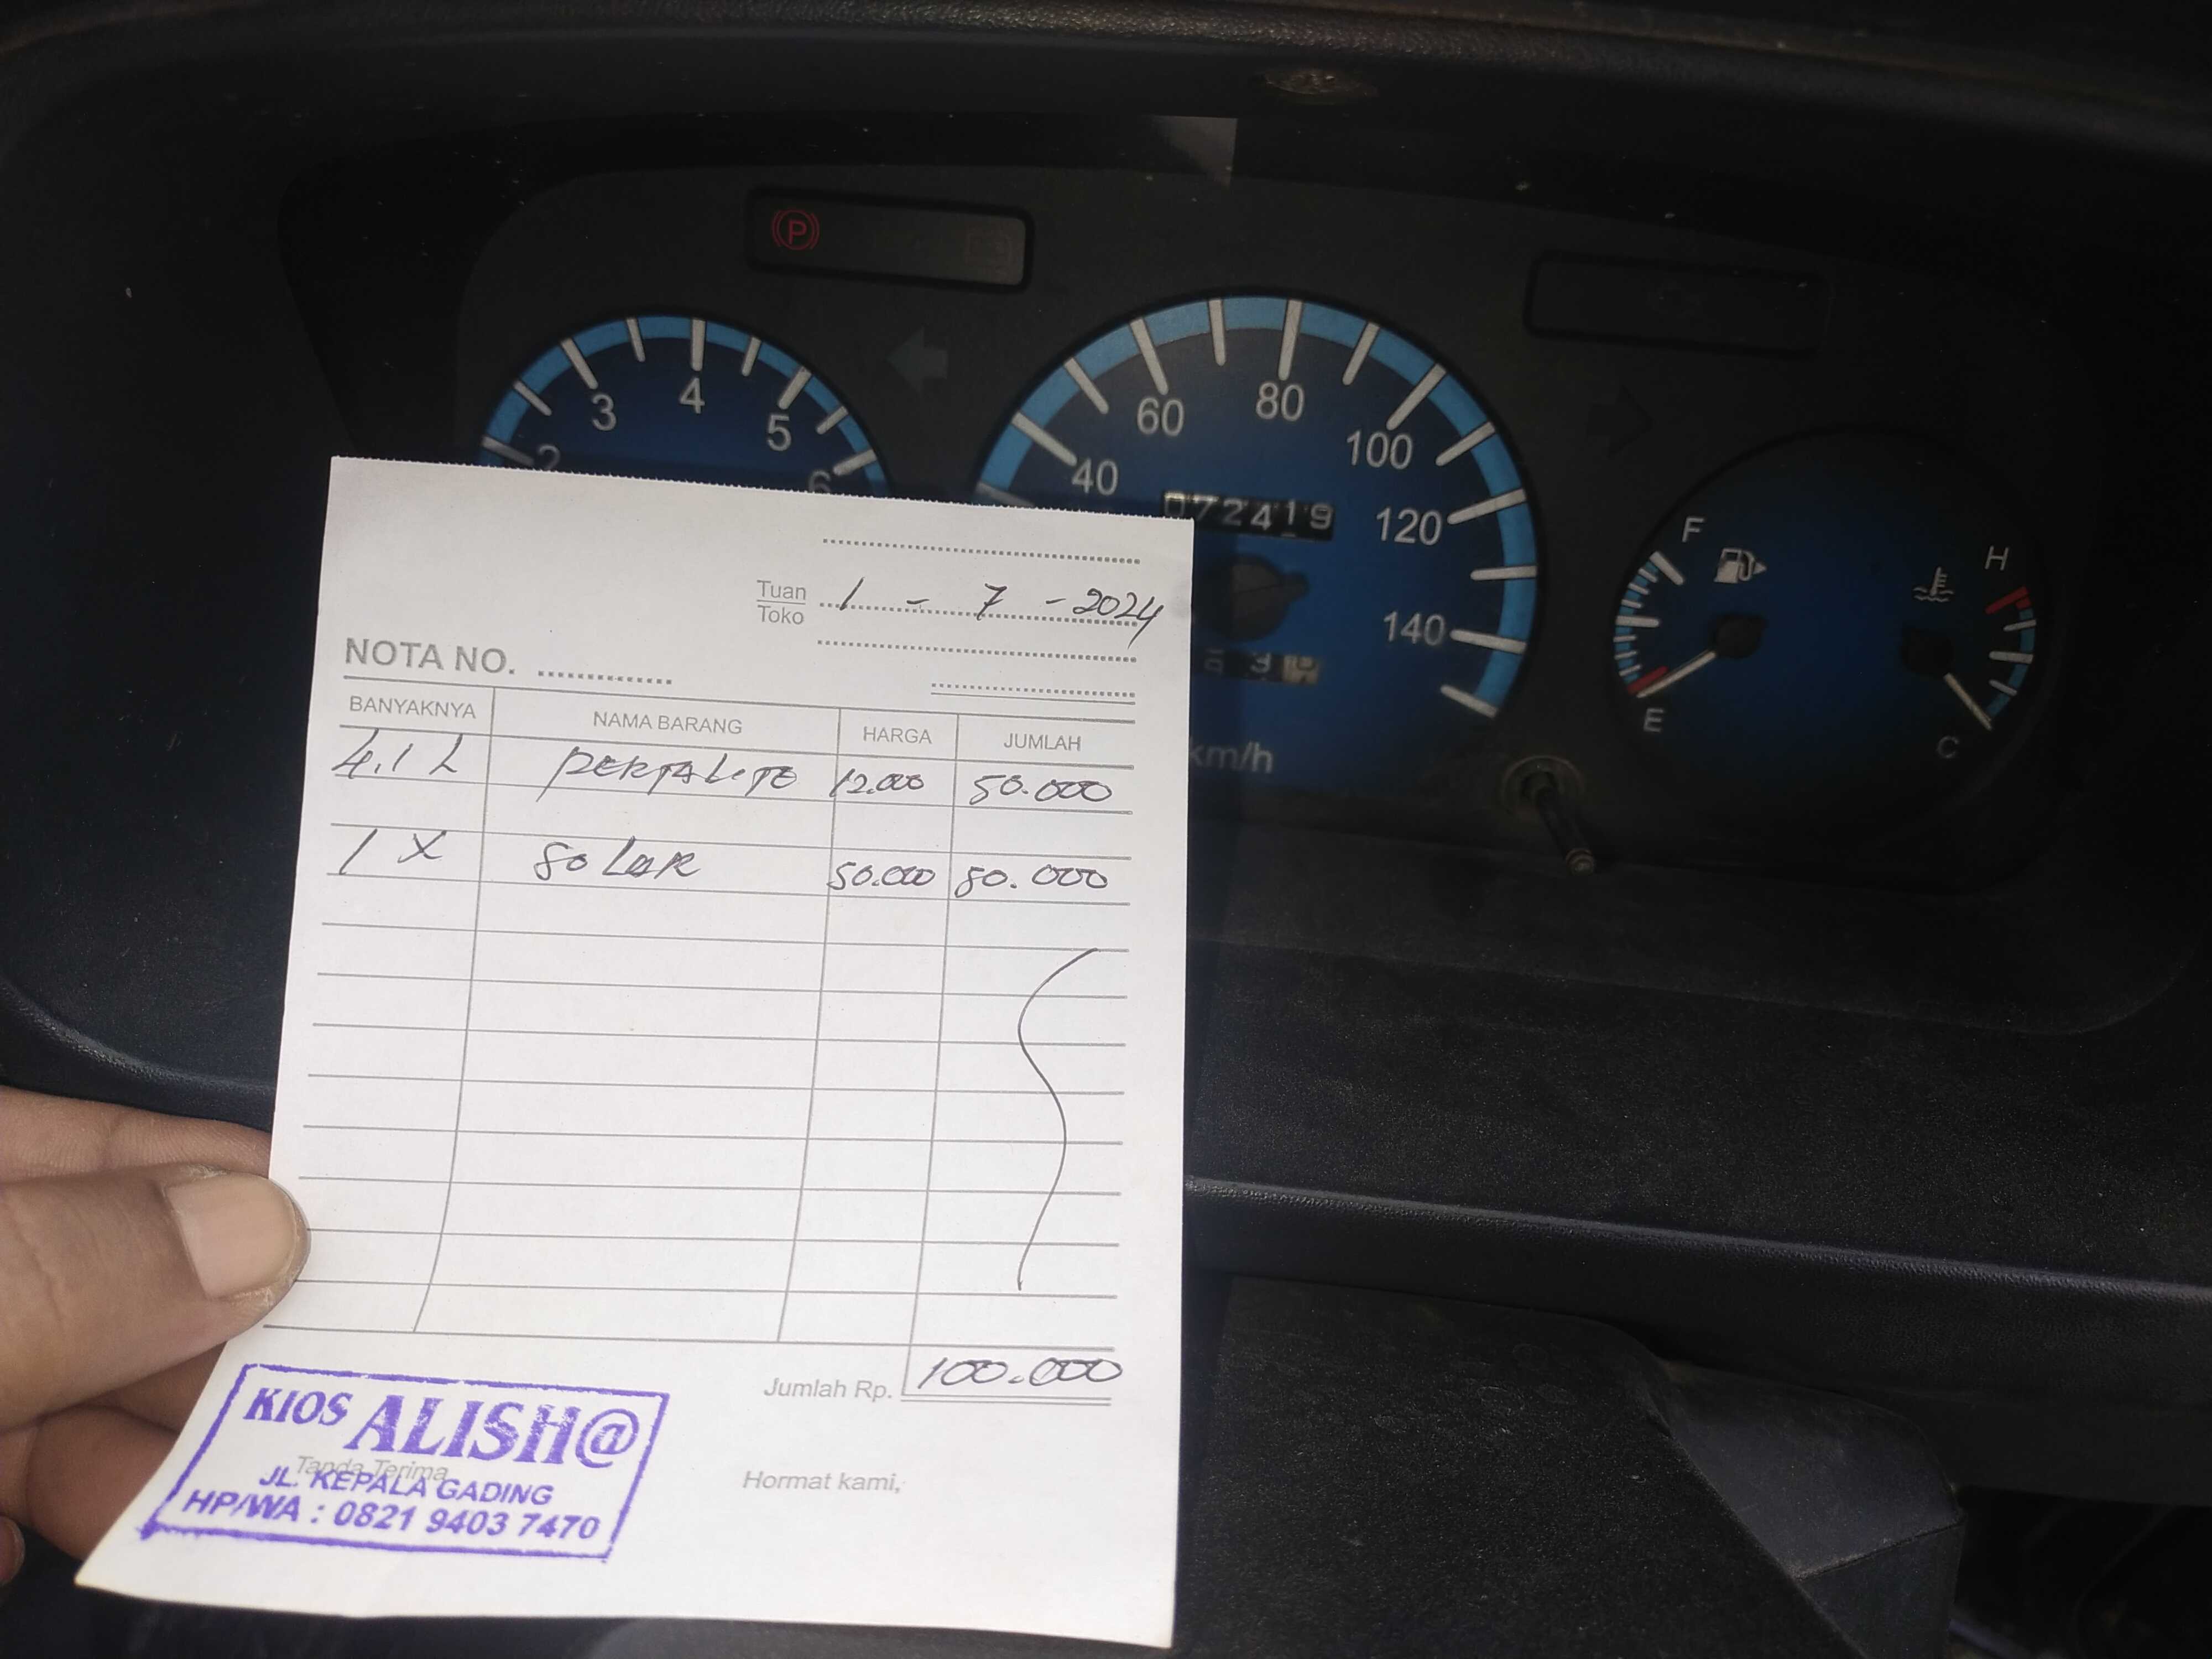 P
2 3 4 5 6
40 60 80 100 120 140
072419
km/h
F
E
H
C
Tuan
Toko
1 - 7 - 2024
NOTA NO.
BANYAKNYA NAMA BARANG HARGA JUMLAH
4.1 L PERTALITE 12.000 50.000
1 X SOLAR 50.000 50.000
Jumlah Rp. 100.000
KIOS ALISH@
Tanda Terima
JL. KEPALA GADING
HP/WA : 0821 9403 7470
Hormat kami,